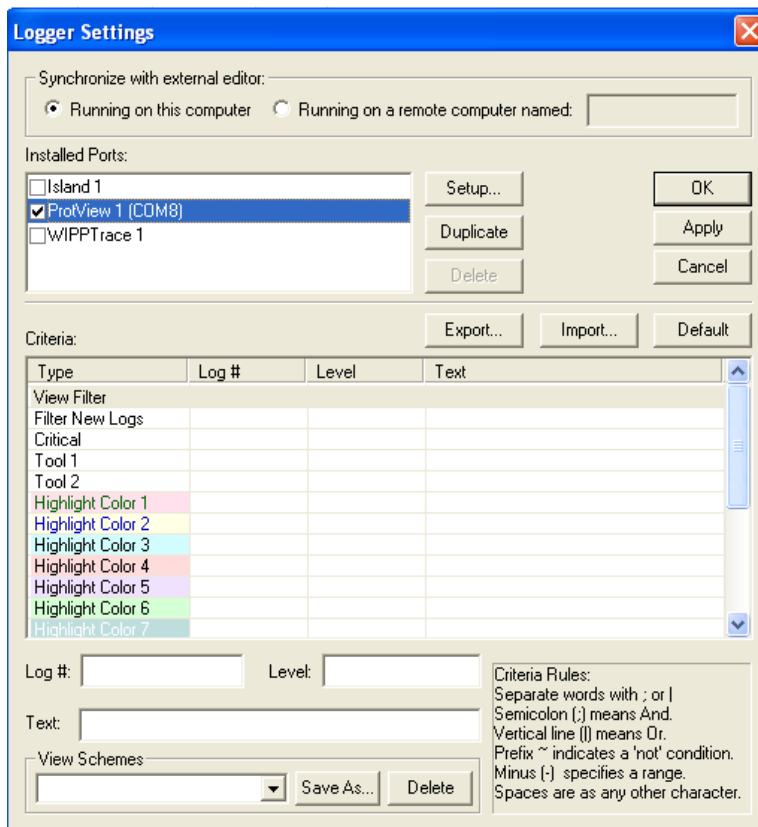 Logger Settings
Synchronize with external editor:
Running on this computer Running on a remote computer named:
Installed Ports:
Island 1
ProtView 1 (COM8)
WIPPTrace 1
Setup...
Duplicate
Delete
OK
Apply
Cancel
Criteria:
Export... Import... Default
Type Log # Level Text
View Filter
Filter New Logs
Critical
Tool 1
Tool 2
Highlight Color 1
Highlight Color 2
Highlight Color 3
Highlight Color 4
Highlight Color 5
Highlight Color 6
Highlight Color 7
Log #: Level:
Text:
View Schemes
Save As... Delete
Criteria Rules:
Separate words with ; or |
Semicolon (;) means And.
Vertical line (|) means Or.
Prefix ~ indicates a 'not' condition.
Minus (-)  specifies a range.
Spaces are as any other character.